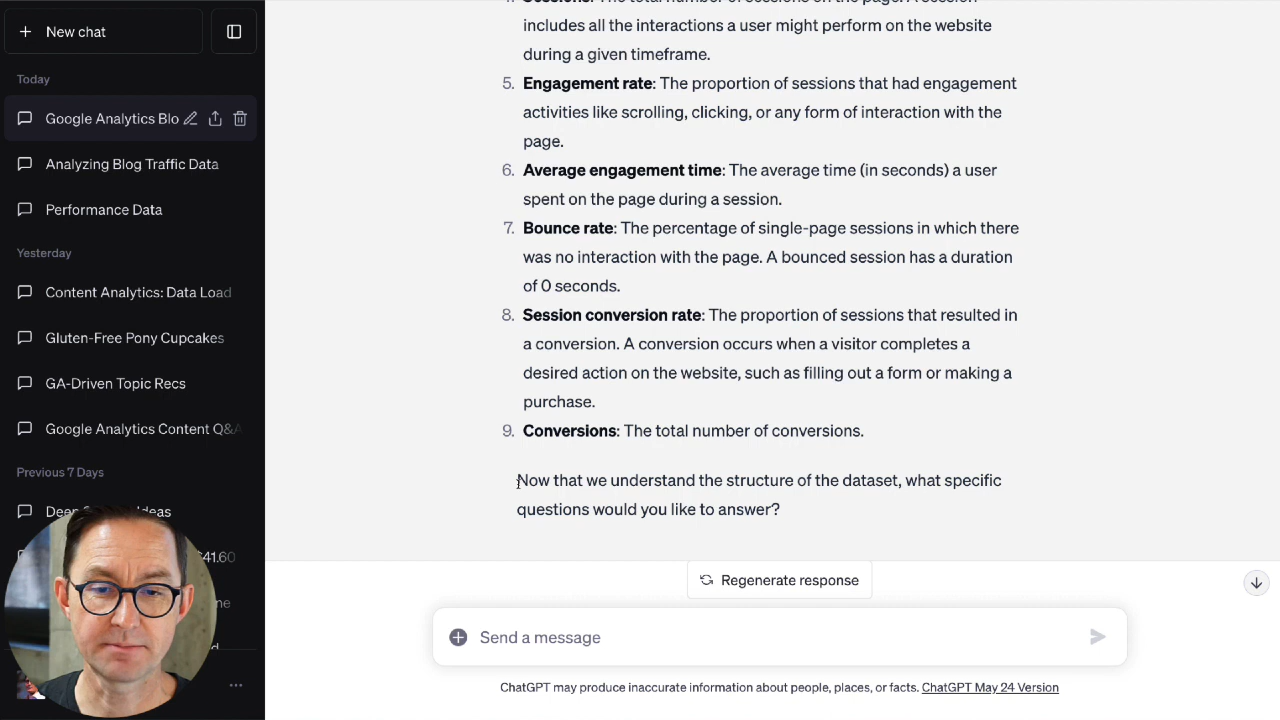 New chat
Today
Google Analytics Blo
Analyzing Blog Traffic Data
Performance Data
Yesterday
Content Analytics: Data Load
Gluten-Free Pony Cupcakes
GA-Driven Topic Recs
Google Analytics Content Q&A
Previous 7 Days
Ideas
$41.60
includes all the interactions a user might perform on the website
during a given timeframe.
5. Engagement rate: The proportion of sessions that had engagement
activities like scrolling, clicking, or any form of interaction with the
page.
6. Average engagement time: The average time (in seconds) a user
spent on the page during a session.
7. Bounce rate: The percentage of single-page sessions in which there
was no interaction with the page. A bounced session has a duration
of 0 seconds.
8. Session conversion rate: The proportion of sessions that resulted in
a conversion. A conversion occurs when a visitor completes a
desired action on the website, such as filling out a form or making a
purchase.
9. Conversions: The total number of conversions.
Now that we understand the structure of the dataset, what specific
questions would you like to answer?
Regenerate response
Send a message
ChatGPT may produce inaccurate information about people, places, or facts. ChatGPT May 24 Version